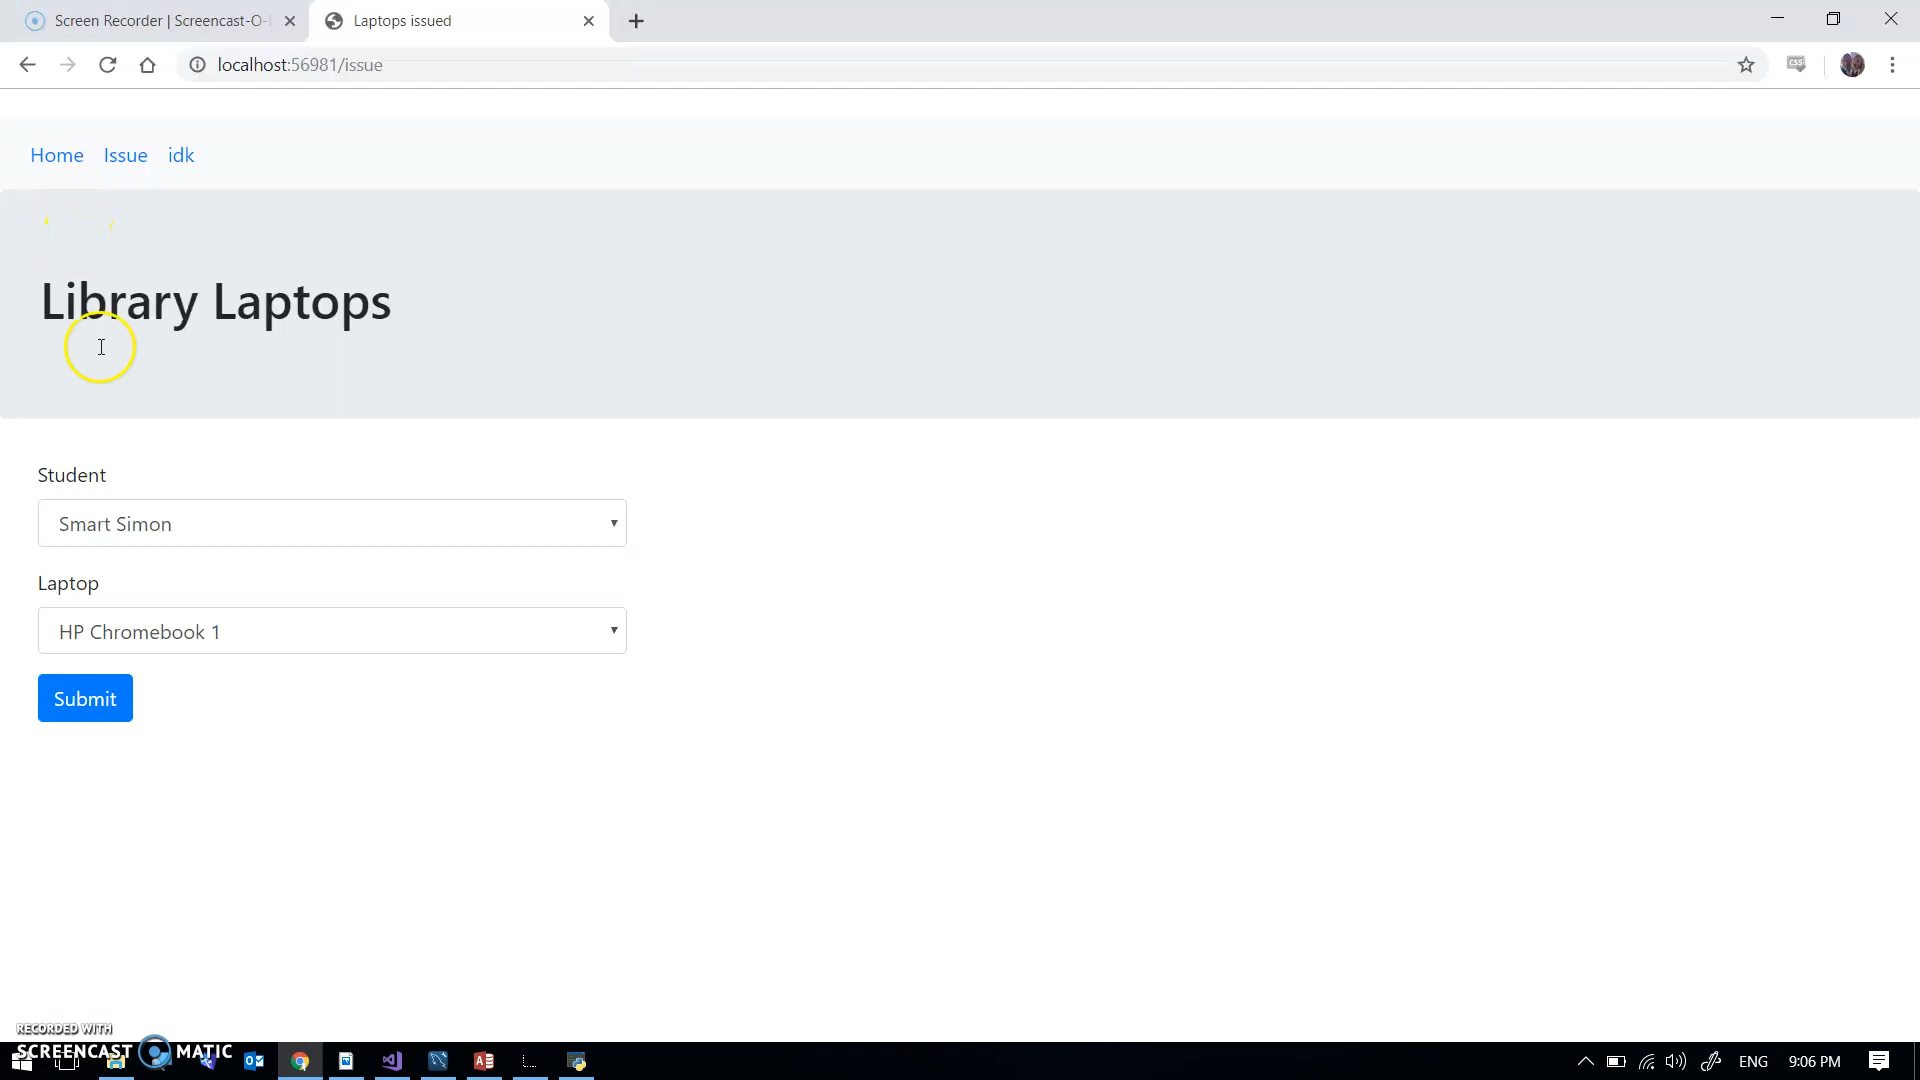 Screen Recorder | Screencast-O-
Laptops issued
localhost:56981/issue
CSS
Home Issue idk
Library Laptops
Student
Smart Simon
Laptop
HP Chromebook 1
Submit
RECORDED WITH
SCREENCAST MATIC
ENG 9:06 PM